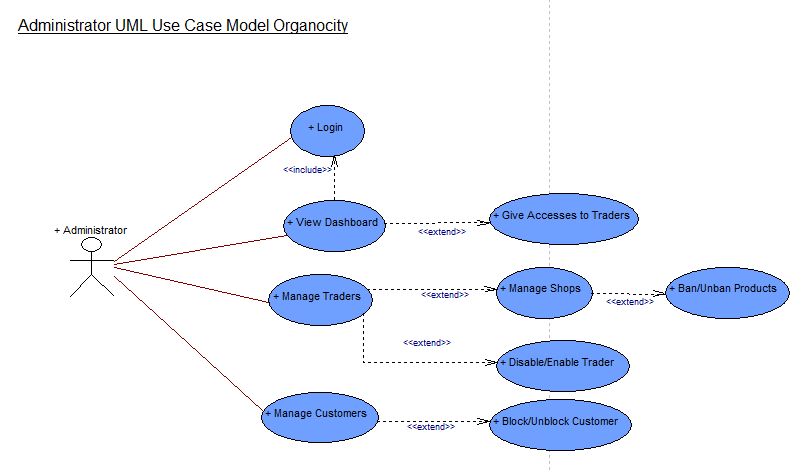 Administrator UML Use Case Model Organocity
+ Login
<<include>>
+ Administrator
+ View Dashboard
<<extend>>
+ Give Accesses to Traders
+ Manage Traders
<<extend>>
+ Manage Shops
<<extend>>
+ Ban/Unban Products
<<extend>>
+ Disable/Enable Trader
+ Manage Customers
<<extend>>
+ Block/Unblock Customer